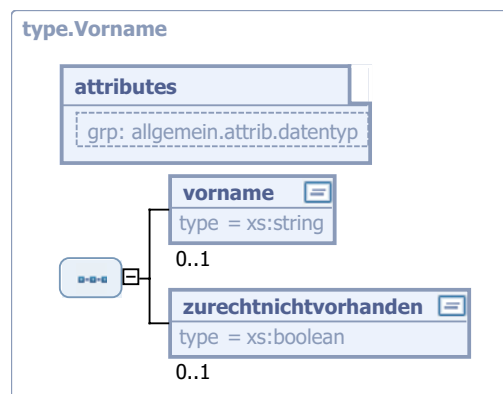 type.Vorname
attributes
grp: allgemein.attrib.datentyp
vorname
type = xs:string
0..1
zurechtnichtvorhanden
type = xs:boolean
0..1